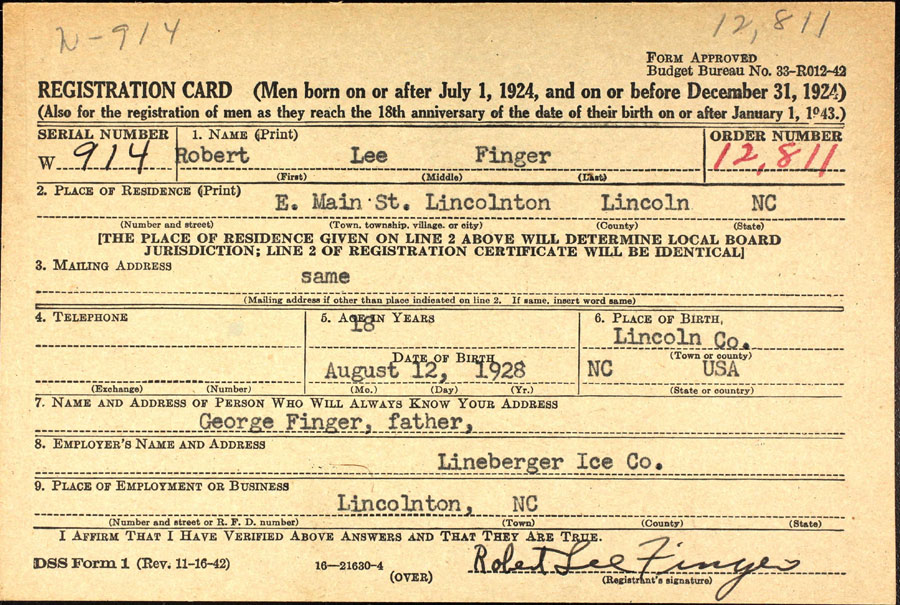 W-914
12,811
FORM APPROVED
Budget Bureau No. 33-R012-42
REGISTRATION CARD (Men born on or after July 1, 1924, and on or before December 31, 1924)
(Also for the registration of men as they reach the 18th anniversary of the date of their birth on or after January 1, 1943.)
SERIAL NUMBER
1. NAME (Print)
ORDER NUMBER
W 914
Robert Lee Finger
12,811
(First) (Middle) (Last)
2. PLACE OF RESIDENCE (Print)
E. Main St. Lincolnton Lincoln NC
(Number and street) (Town, township, village, or city) (County) (State)
[THE PLACE OF RESIDENCE GIVEN ON LINE 2 ABOVE WILL DETERMINE LOCAL BOARD
JURISDICTION; LINE 2 OF REGISTRATION CERTIFICATE WILL BE IDENTICAL]
3. MAILING ADDRESS
same
(Mailing address if other than place indicated on line 2. If same, insert word same)
4. TELEPHONE
5. AGE IN YEARS
6. PLACE OF BIRTH,
18
Lincoln Co.
(Town or county)
DATE OF BIRTH
August 12, 1928
NC USA
(Exchange) (Number)
(Mo.) (Day) (Yr.)
(State or country)
7. NAME AND ADDRESS OF PERSON WHO WILL ALWAYS KNOW YOUR ADDRESS
George Finger, father,
8. EMPLOYER'S NAME AND ADDRESS
Lineberger Ice Co.
9. PLACE OF EMPLOYMENT OR BUSINESS
Lincolnton, NC
(Number and street or R. F. D. number) (Town) (County) (State)
I AFFIRM THAT I HAVE VERIFIED ABOVE ANSWERS AND THAT THEY ARE TRUE.
DSS Form 1 (Rev. 11-16-42) 16—21630-4 (OVER)
Robert Lee Finger
(Registrant's signature)